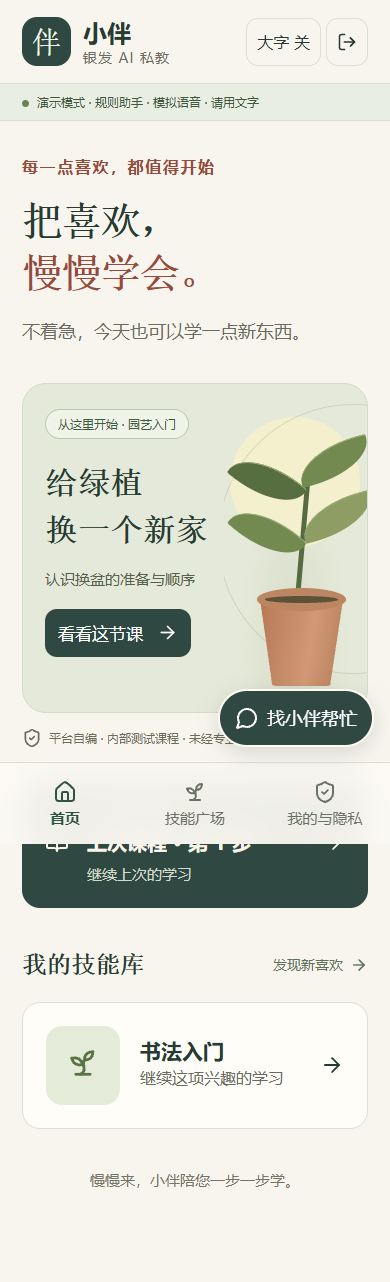 伴
小伴
银发 AI 私教
大字 关
演示模式 · 规则助手 · 模拟语音 · 请用文字
每一点喜欢，都值得开始
把喜欢，
慢慢学会。
不着急，今天也可以学一点新东西。
从这里开始 · 园艺入门
给绿植
换一个新家
认识换盆的准备与顺序
看看这节课
找小伴帮忙
平台自编 · 内部测试课程 · 未经专
首页
技能广场
我的与隐私
上次课程 · 第 1 步
继续上次的学习
我的技能库
发现新喜欢
书法入门
继续这项兴趣的学习
慢慢来，小伴陪您一步一步学。